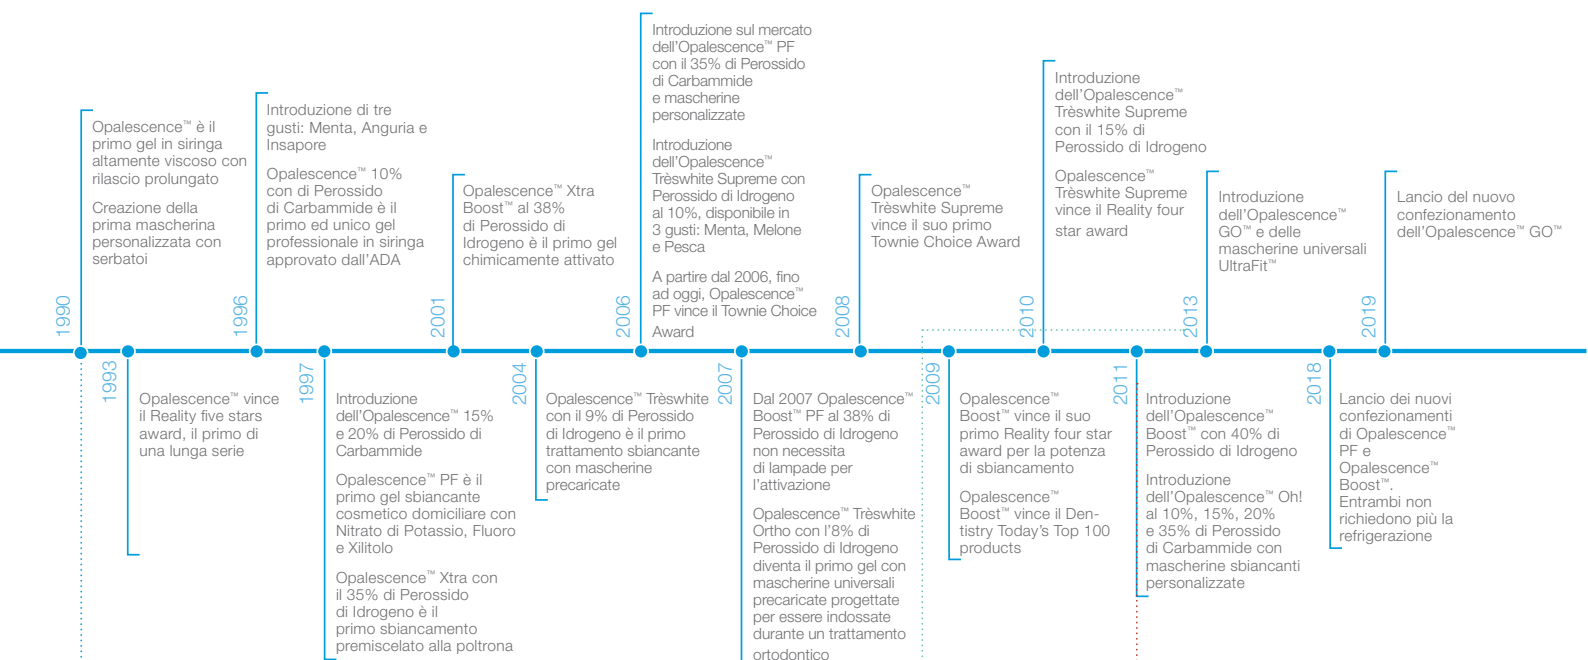 1990
Opalescence™ è il
primo gel in siringa
altamente viscoso con
rilascio prolungato
Creazione della
prima mascherina
personalizzata con
serbatoi
1993
Opalescence™ vince
il Reality five stars
award, il primo di
una lunga serie
1996
Introduzione di tre
gusti: Menta, Anguria e
Insapore
Opalescence™ 10%
con di Perossido
di Carbammide è il
primo ed unico gel
professionale in siringa
approvato dall'ADA
1997
Introduzione
dell'Opalescence™ 15%
e 20% di Perossido di
Carbammide
Opalescence™ PF è il
primo gel sbiancante
cosmetico domiciliare con
Nitrato di Potassio, Fluoro
e Xilitolo
Opalescence™ Xtra con
il 35% di Perossido
di Idrogeno è il
primo sbiancamento
premiscelato alla poltrona
2001
Opalescence™ Xtra
Boost™ al 38%
di Perossido di
Idrogeno è il primo gel
chimicamente attivato
2004
Opalescence™ Trèswhite
con il 9% di Perossido
di Idrogeno è il primo
trattamento sbiancante
con mascherine
precaricate
2006
Introduzione sul mercato
dell'Opalescence™ PF
con il 35% di Perossido
di Carbammide
e mascherine
personalizzate
Introduzione
dell'Opalescence™
Trèswhite Supreme con
Perossido di Idrogeno
al 10%, disponibile in
3 gusti: Menta, Melone
e Pesca
A partire dal 2006, fino
ad oggi, Opalescence™
PF vince il Townie Choice
Award
2007
Dal 2007 Opalescence™
Boost™ PF al 38% di
Perossido di Idrogeno
non necessita
di lampade per
l'attivazione
Opalescence™ Trèswhite
Ortho con l'8% di
Perossido di Idrogeno
diventa il primo gel con
mascherine universali
precaricate progettate
per essere indossate
durante un trattamento
ortodontico
2008
Opalescence™
Trèswhite Supreme
vince il suo primo
Townie Choice Award
2009
Opalescence™
Boost™ vince il suo
primo Reality four star
award per la potenza
di sbiancamento
Opalescence™
Boost™ vince il Den-
tistry Today's Top 100
products
2010
Introduzione
dell'Opalescence™
Trèswhite Supreme
con il 15% di
Perossido di Idrogeno
Opalescence™
Trèswhite Supreme
vince il Reality four
star award
2011
Introduzione
dell'Opalescence™
Boost™ con 40% di
Perossido di Idrogeno
Introduzione
dell'Opalescence™ Oh!
al 10%, 15%, 20%
e 35% di Perossido
di Carbammide con
mascherine sbiancanti
personalizzate
2013
Introduzione
dell'Opalescence™
GO™ e delle
mascherine universali
UltraFit™
2018
Lancio dei nuovi
confezionamenti
di Opalescence™
PF e
Opalescence™
Boost™.
Entrambi non
richiedono più la
refrigerazione
2019
Lancio del nuovo
confezionamento
dell'Opalescence™ GO™